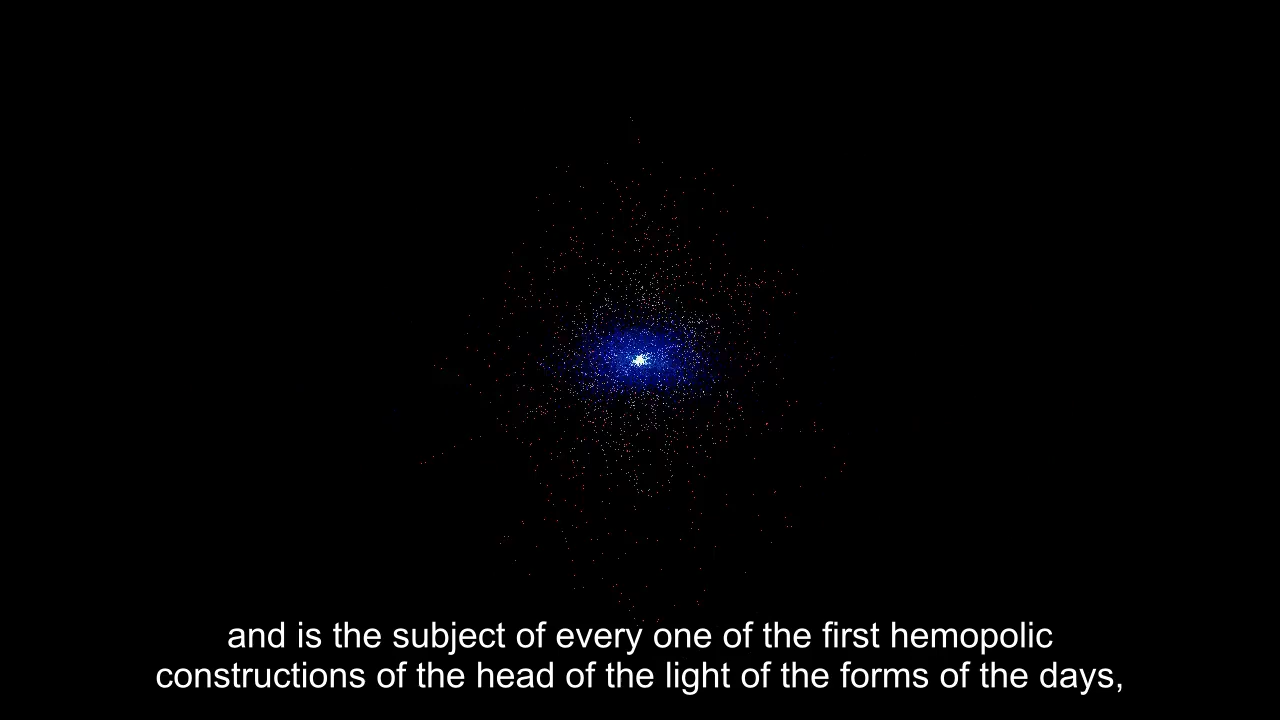 and is the subject of every one of the first hemopolic
constructions of the head of the light of the forms of the days,